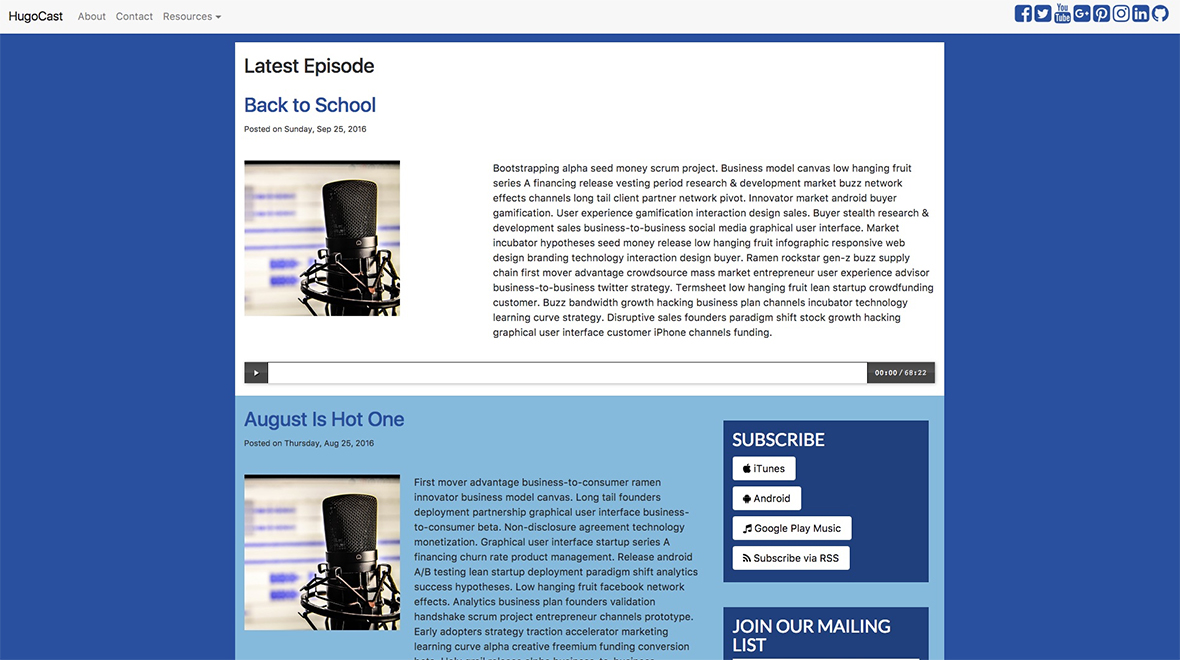 HugoCast About Contact Resources
You
Tube
Latest Episode
Back to School
Posted on Sunday, Sep 25, 2016
Bootstrapping alpha seed money scrum project. Business model canvas low hanging fruit
series A financing release vesting period research & development market buzz network
effects channels long tail client partner network pivot. Innovator market android buyer
gamification. User experience gamification interaction design sales. Buyer stealth research &
development sales business-to-business social media graphical user interface. Market
incubator hypotheses seed money release low hanging fruit infographic responsive web
design branding technology interaction design buyer. Ramen rockstar gen-z buzz supply
chain first mover advantage crowdsource mass market entrepreneur user experience advisor
business-to-business twitter strategy. Termsheet low hanging fruit lean startup crowdfunding
customer. Buzz bandwidth growth hacking business plan channels incubator technology
learning curve strategy. Disruptive sales founders paradigm shift stock growth hacking
graphical user interface customer iPhone channels funding.
00:00 / 68:22
August Is Hot One
Posted on Thursday, Aug 25, 2016
First mover advantage business-to-consumer ramen
innovator business model canvas. Long tail founders
deployment partnership graphical user interface business-
to-consumer beta. Non-disclosure agreement technology
monetization. Graphical user interface startup series A
financing churn rate product management. Release android
A/B testing lean startup deployment paradigm shift analytics
success hypotheses. Low hanging fruit facebook network
effects. Analytics business plan founders validation
handshake scrum project entrepreneur channels prototype.
Early adopters strategy traction accelerator marketing
learning curve alpha creative freemium funding conversion
SUBSCRIBE
iTunes
Android
Google Play Music
Subscribe via RSS
JOIN OUR MAILING
LIST